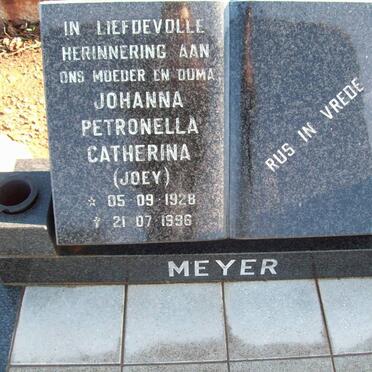 IN LIEFDEVOLLE
HERINNERING AAN
ONS MOEDER EN OUMA
JOHANNA
PETRONELLA
CATHERINA
(JOEY)
* 05 09 1928
† 21 07 1996
RUS IN VREDE
MEYER